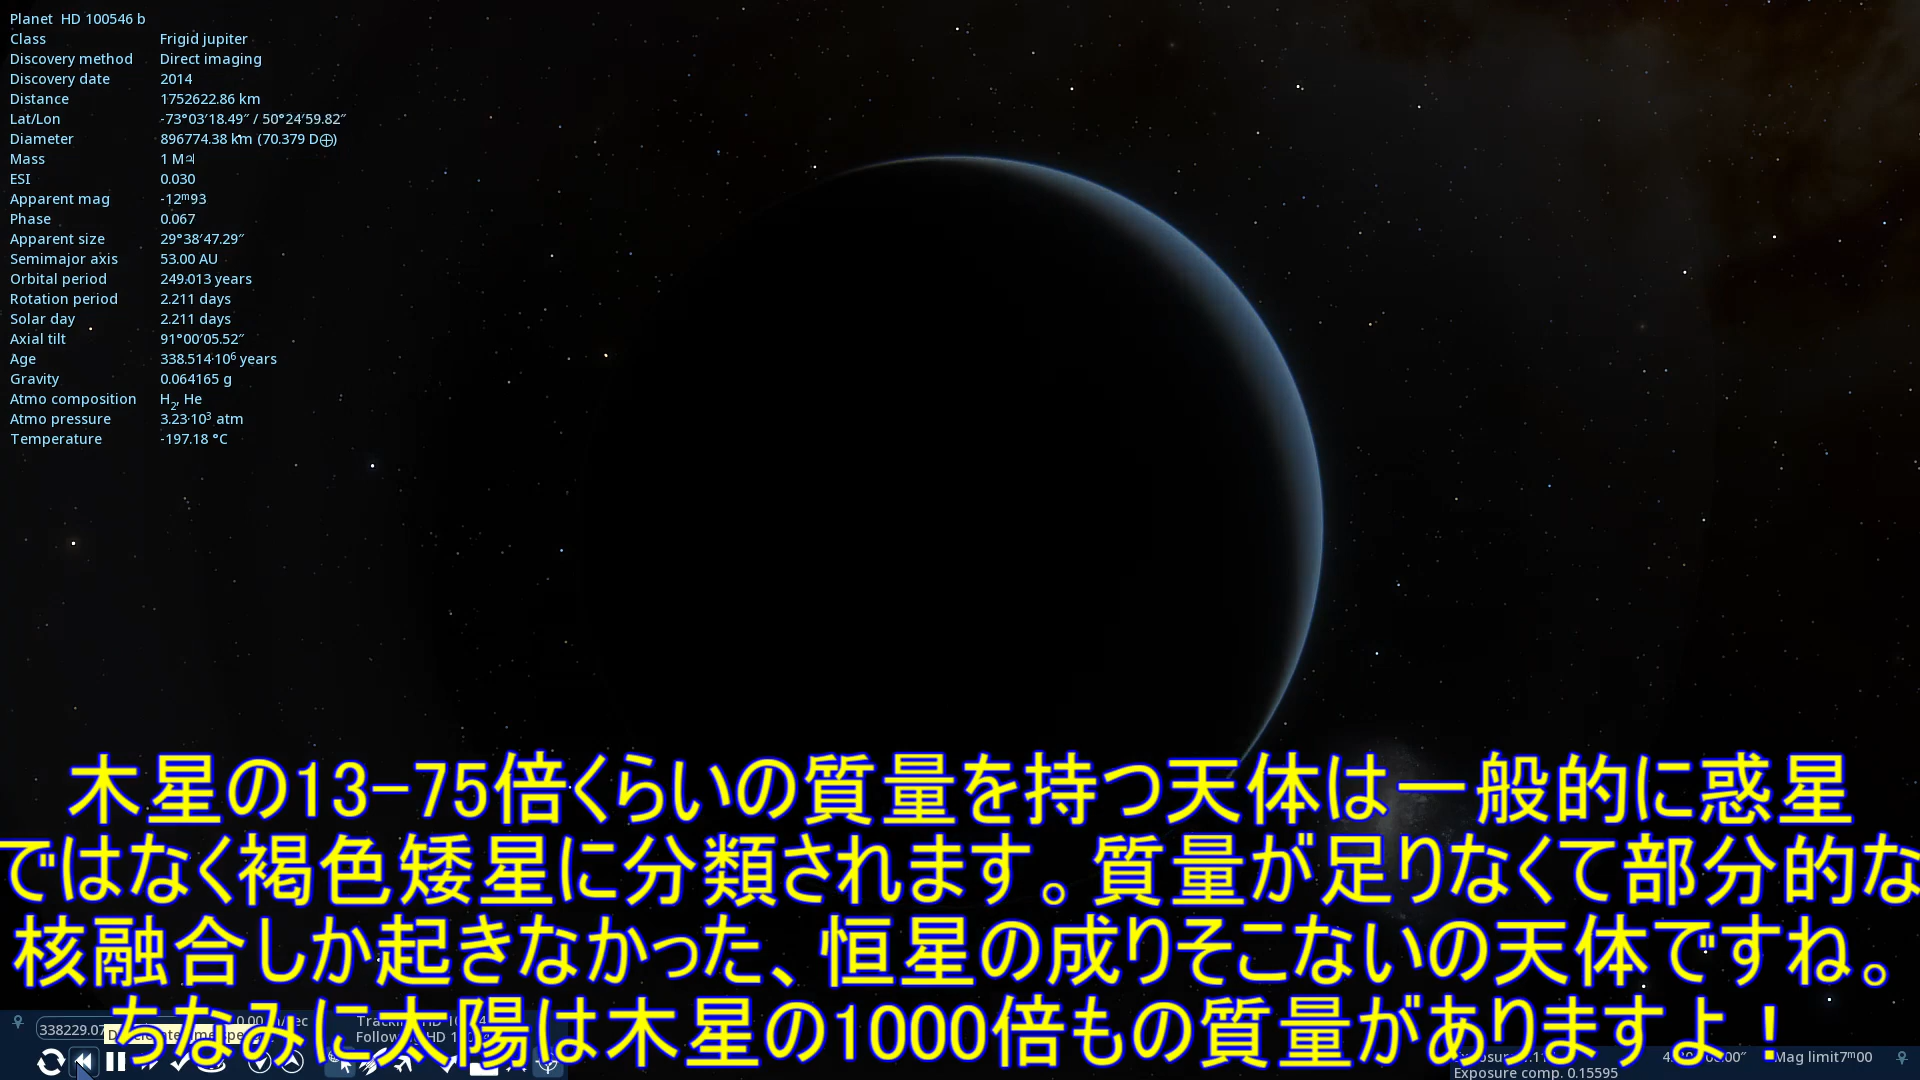 Planet HD 100546 b
Class Frigid jupiter
Discovery method Direct imaging
Discovery date 2014
Distance 1752622.86 km
Lat/Lon -73°03′18.49″ / 50°24′59.82″
Diameter 896774.38 km (70.379 D⊕)
Mass 1 M♃
ESI 0.030
Apparent mag -12ᵐ93
Phase 0.067
Apparent size 29°38′47.29″
Semimajor axis 53.00 AU
Orbital period 249.013 years
Rotation period 2.211 days
Solar day 2.211 days
Axial tilt 91°00′05.52″
Age 338.514·10⁶ years
Gravity 0.064165 g
Atmo composition H₂, He
Atmo pressure 3.23·10³ atm
Temperature -197.18 °C
木星の13-75倍くらいの質量を持つ天体は一般的に惑星
ではなく褐色矮星に分類されます。質量が足りなくて部分的な
核融合しか起きなかった、恒星の成りそこないの天体ですね。
ちなみに太陽は木星の1000倍もの質量がありますよ！
338229.07
Mag limit 7ᵐ00
Exposure comp. 0.15595